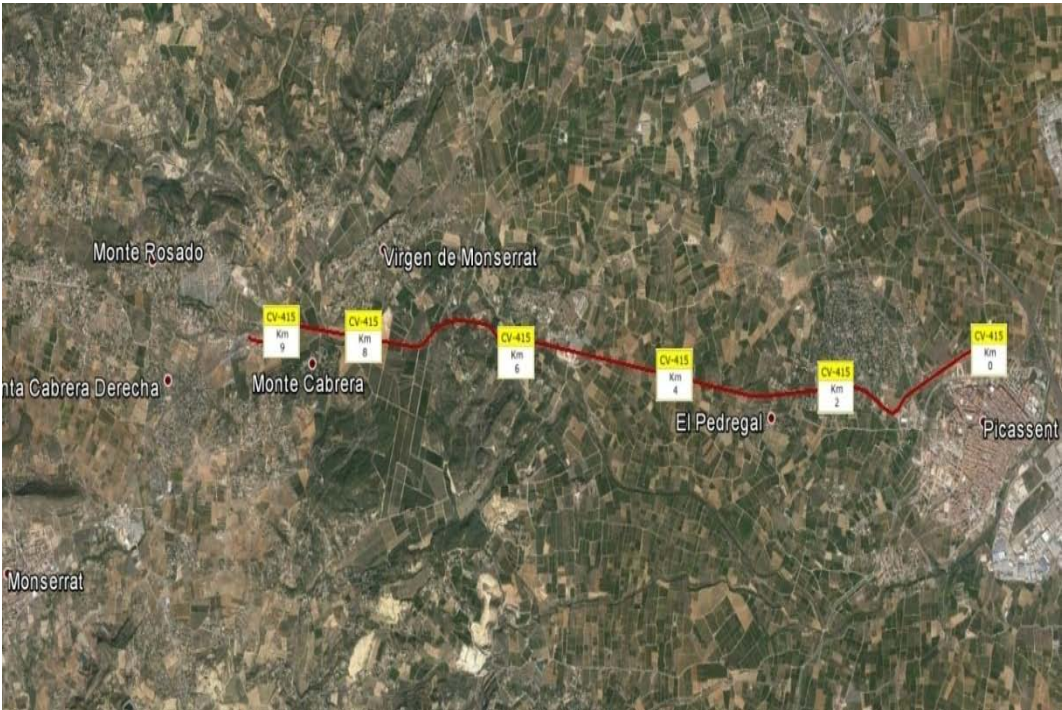 Monte Rosado
Virgen de Monserrat
CV-415
Km
9
CV-415
Km
8
CV-415
Km
6
CV-415
Km
4
CV-415
Km
2
CV-415
Km
0
nta Cabrera Derecha
Monte Cabrera
El Pedregal
Picassent
Monserrat